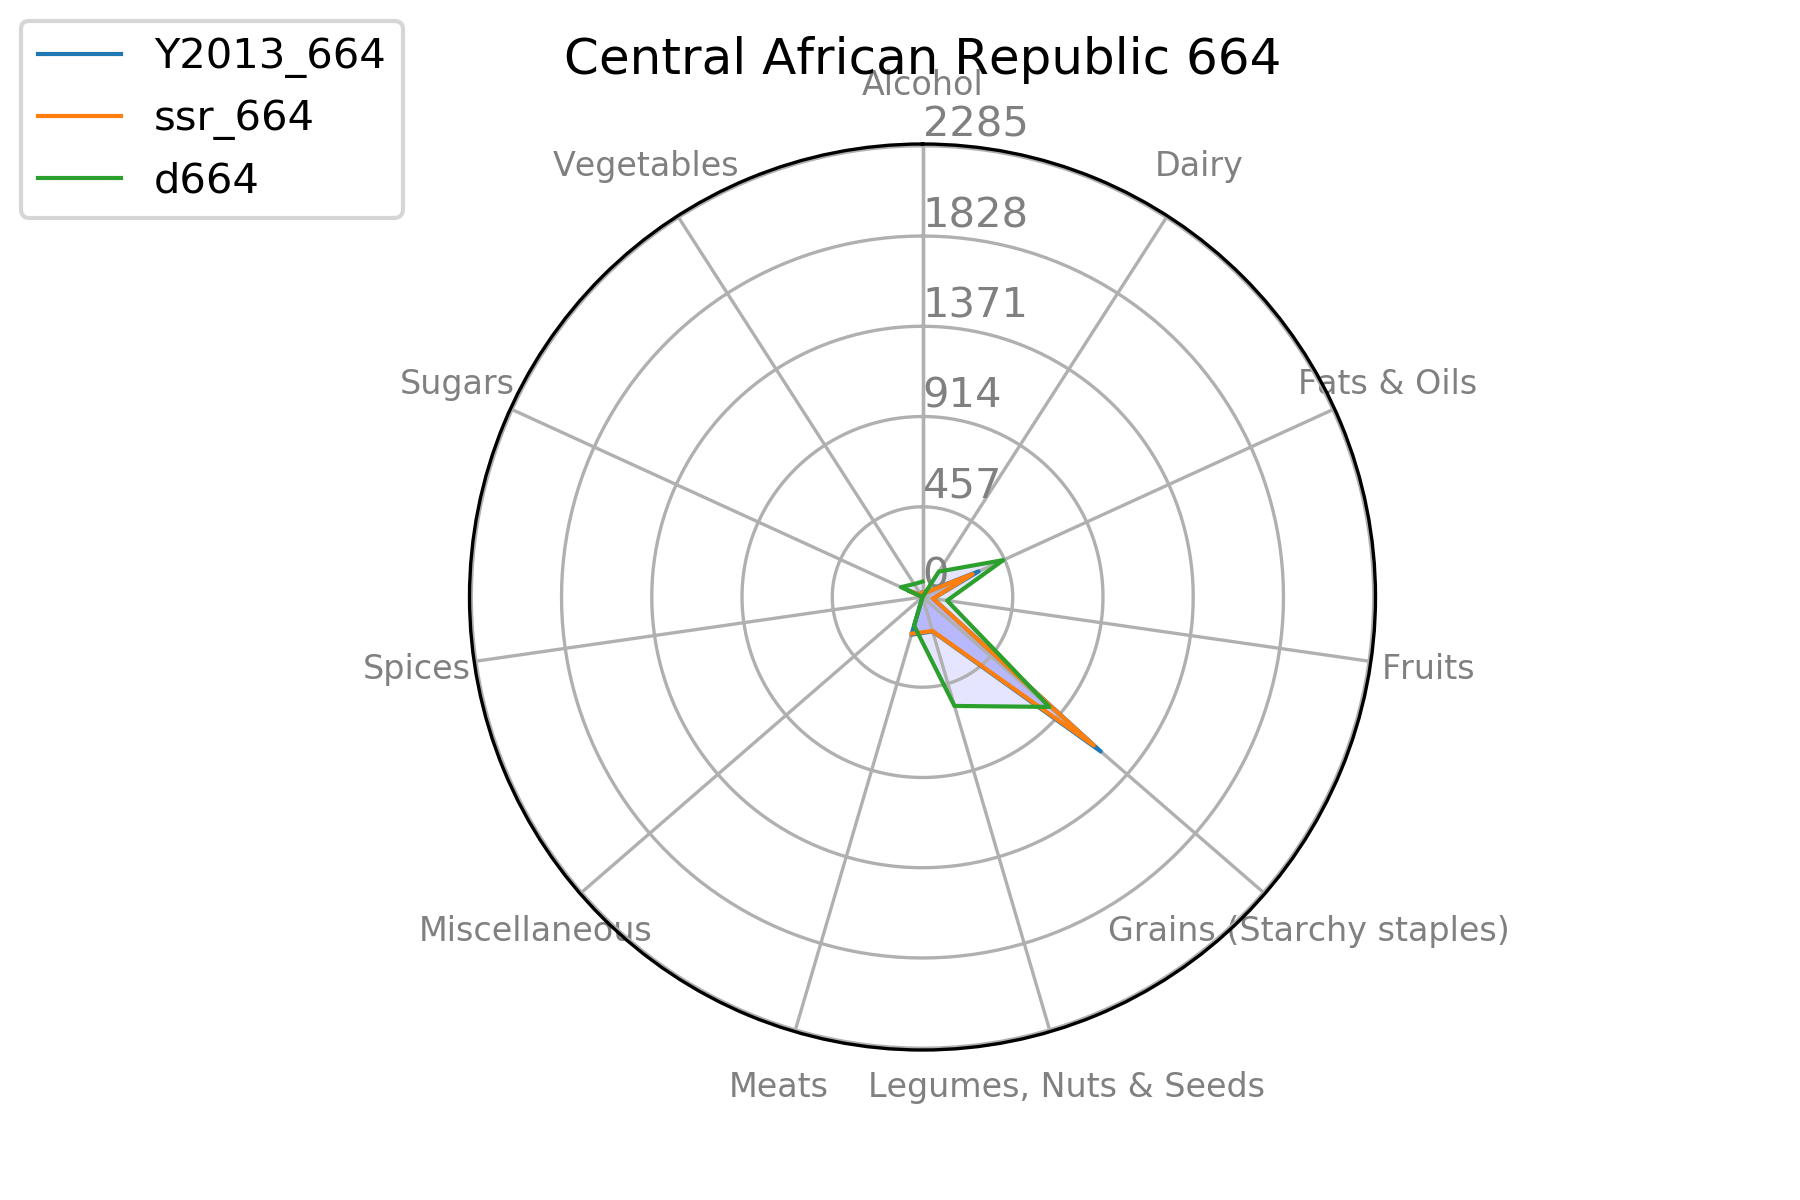 Y2013_664
ssr_664
d664
Central African Republic 664
Alcohol
2285
Vegetables
Dairy
1828
1371
Sugars
Fats & Oils
914
457
0
Spices
Fruits
Miscellaneous
Grains (Starchy staples)
Meats
Legumes, Nuts & Seeds